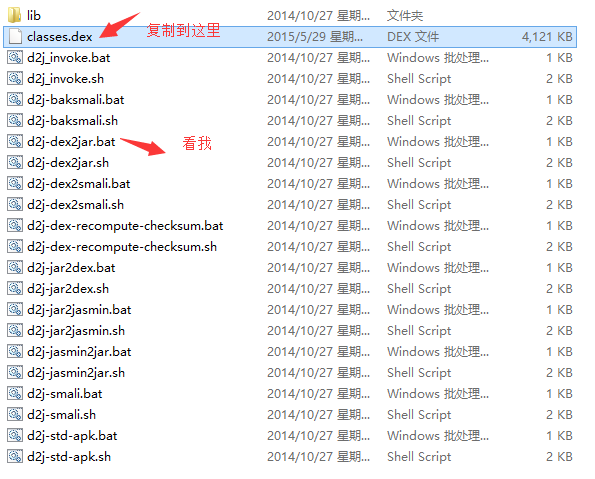 lib 2014/10/27 星期... 文件夹
classes.dex 复制到这里 2015/5/29 星期... DEX 文件 4,121 KB
d2j_invoke.bat 2014/10/27 星期... Windows 批处理... 1 KB
d2j_invoke.sh 2014/10/27 星期... Shell Script 2 KB
d2j-baksmali.bat 2014/10/27 星期... Windows 批处理... 1 KB
d2j-baksmali.sh 2014/10/27 星期... Shell Script 2 KB
d2j-dex2jar.bat 看我 2014/10/27 星期... Windows 批处理... 1 KB
d2j-dex2jar.sh 2014/10/27 星期... Shell Script 2 KB
d2j-dex2smali.bat 2014/10/27 星期... Windows 批处理... 1 KB
d2j-dex2smali.sh 2014/10/27 星期... Shell Script 2 KB
d2j-dex-recompute-checksum.bat 2014/10/27 星期... Windows 批处理... 1 KB
d2j-dex-recompute-checksum.sh 2014/10/27 星期... Shell Script 2 KB
d2j-jar2dex.bat 2014/10/27 星期... Windows 批处理... 1 KB
d2j-jar2dex.sh 2014/10/27 星期... Shell Script 2 KB
d2j-jar2jasmin.bat 2014/10/27 星期... Windows 批处理... 1 KB
d2j-jar2jasmin.sh 2014/10/27 星期... Shell Script 2 KB
d2j-jasmin2jar.bat 2014/10/27 星期... Windows 批处理... 1 KB
d2j-jasmin2jar.sh 2014/10/27 星期... Shell Script 2 KB
d2j-smali.bat 2014/10/27 星期... Windows 批处理... 1 KB
d2j-smali.sh 2014/10/27 星期... Shell Script 2 KB
d2j-std-apk.bat 2014/10/27 星期... Windows 批处理... 1 KB
d2j-std-apk.sh 2014/10/27 星期... Shell Script 2 KB